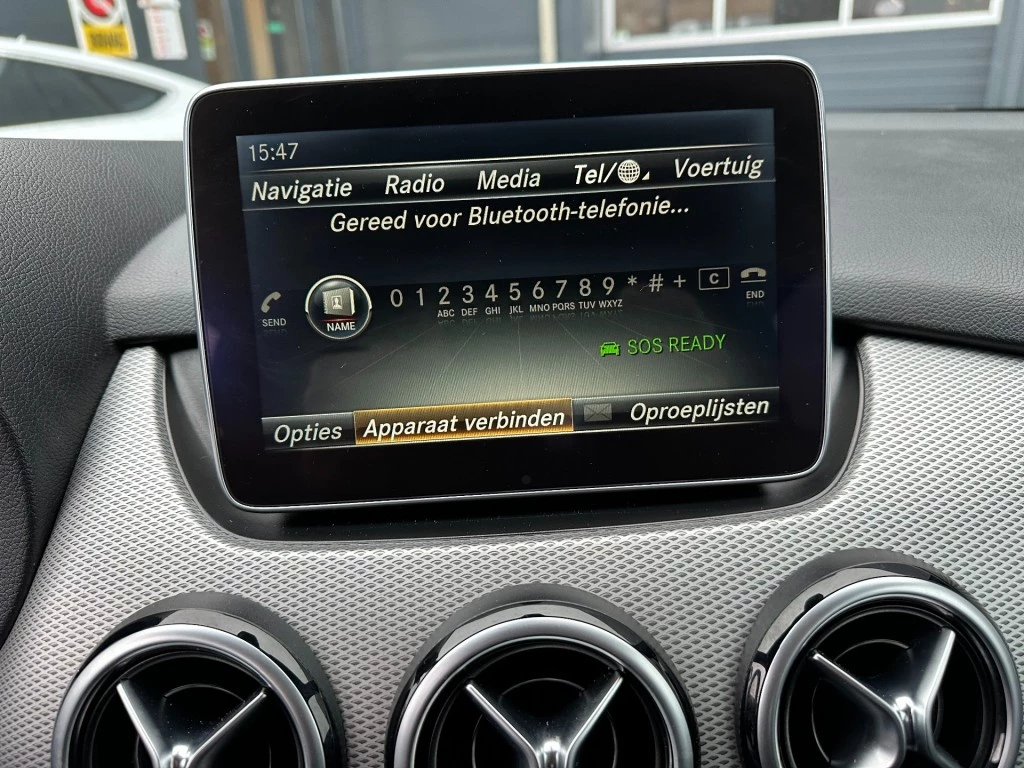 15:47
Navigatie Radio Media Tel/ Voertuig
Gereed voor Bluetooth-telefonie...
0 1 2 3 4 5 6 7 8 9 * # + C
ABC DEF GHI JKL MNO PQRS TUV WXYZ
SEND NAME END
SOS READY
Opties Apparaat verbinden Oproeplijsten